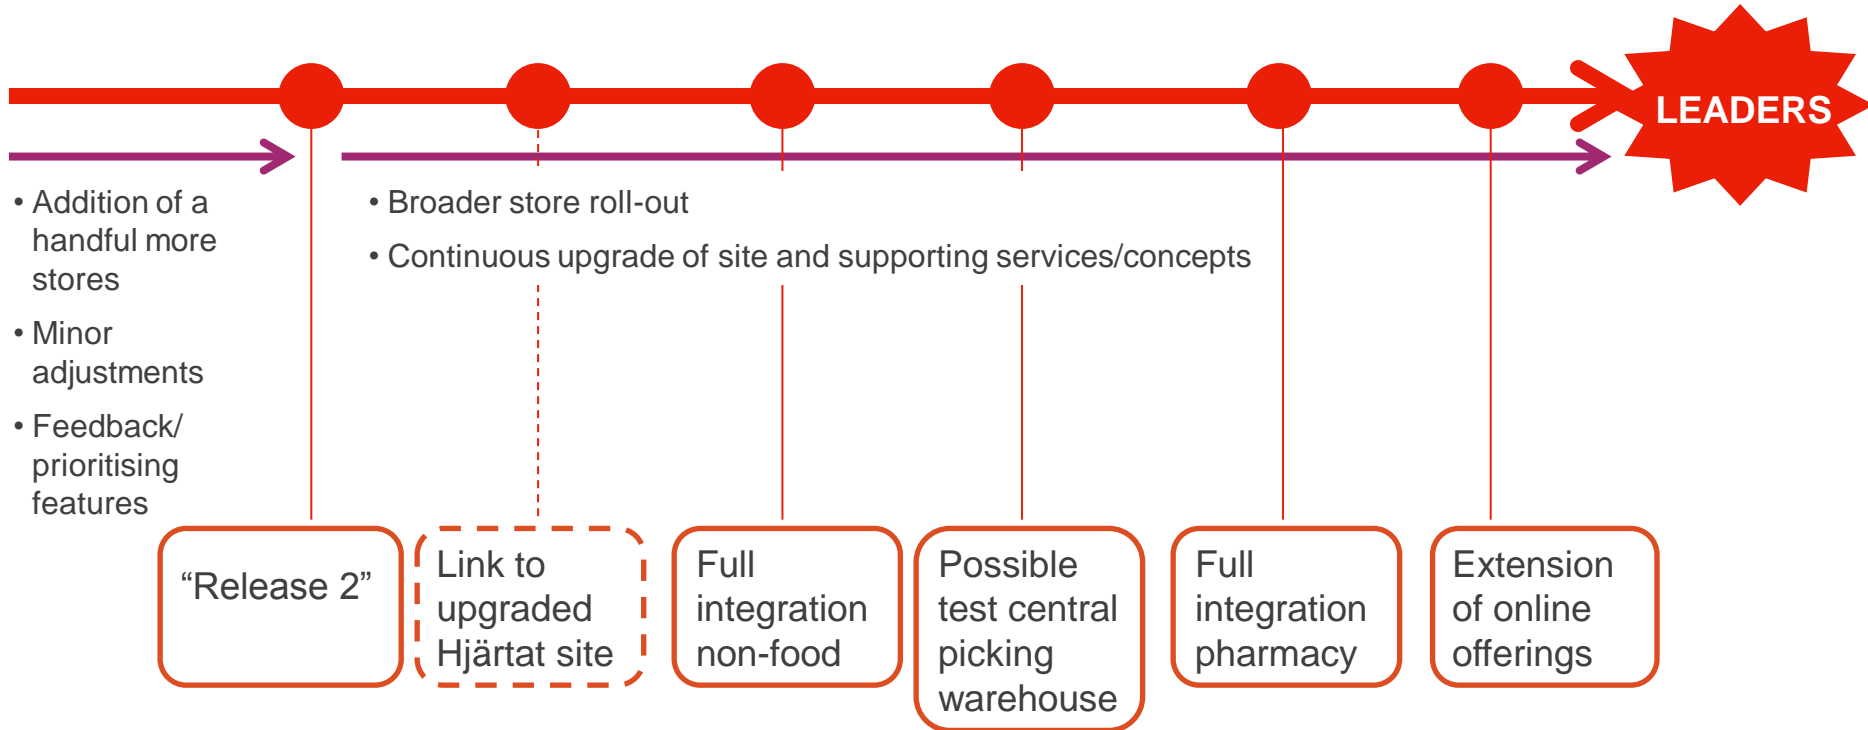 LEADERS
• Addition of a
handful more
stores
• Minor
adjustments
• Feedback/
prioritising
features
• Broader store roll-out
• Continuous upgrade of site and supporting services/concepts
“Release 2”
Link to
upgraded
Hjärtat site
Full
integration
non-food
Possible
test central
picking
warehouse
Full
integration
pharmacy
Extension
of online
offerings